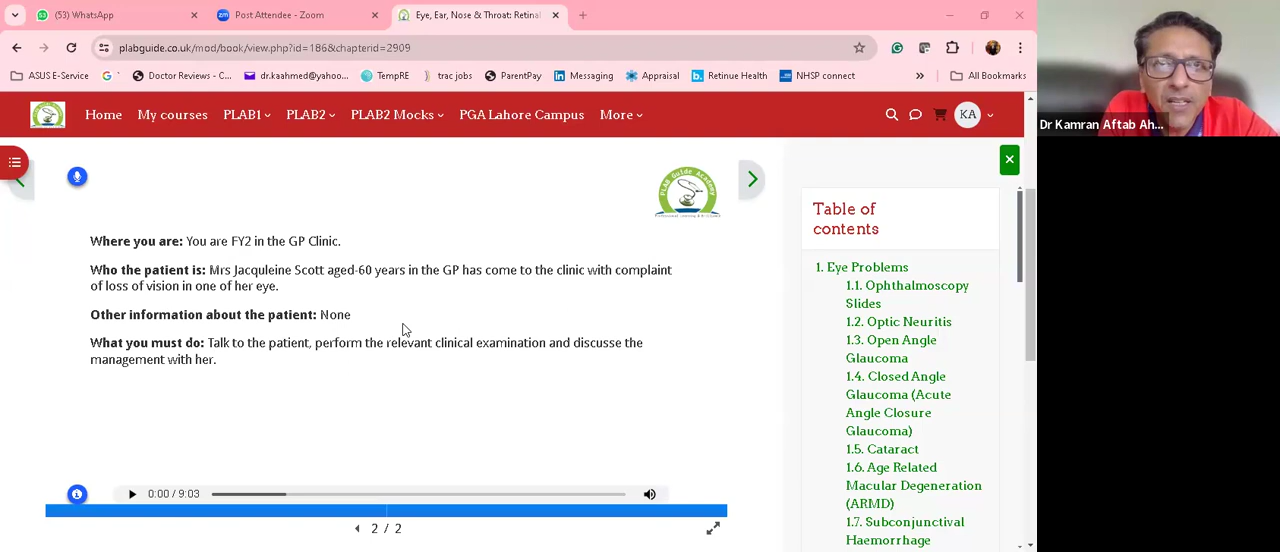 (53) WhatsApp
Post Attendee - Zoom
Eye, Ear, Nose & Throat: Retinal
plabguide.co.uk/mod/book/view.php?id=186&chapterid=2909
ASUS E-Service
Doctor Reviews - C...
dr.kaahmed@yahoo...
TempRE
trac jobs
ParentPay
Messaging
Appraisal
Retinue Health
NHSP connect
»
All Bookmarks
Home
My courses
PLAB1
PLAB2
PLAB2 Mocks
PGA Lahore Campus
More
KA
Dr Kamran Aftab Ah...
PLAB Guide Academy
Where you are: You are FY2 in the GP Clinic.
Who the patient is: Mrs Jacquleine Scott aged-60 years in the GP has come to the clinic with complaint
of loss of vision in one of her eye.
Other information about the patient: None
What you must do: Talk to the patient, perform the relevant clinical examination and discusse the
management with her.
0:00 / 9:03
2 / 2
Table of
contents
1. Eye Problems
1.1. Ophthalmoscopy
Slides
1.2. Optic Neuritis
1.3. Open Angle
Glaucoma
1.4. Closed Angle
Glaucoma (Acute
Angle Closure
Glaucoma)
1.5. Cataract
1.6. Age Related
Macular Degeneration
(ARMD)
1.7. Subconjunctival
Haemorrhage